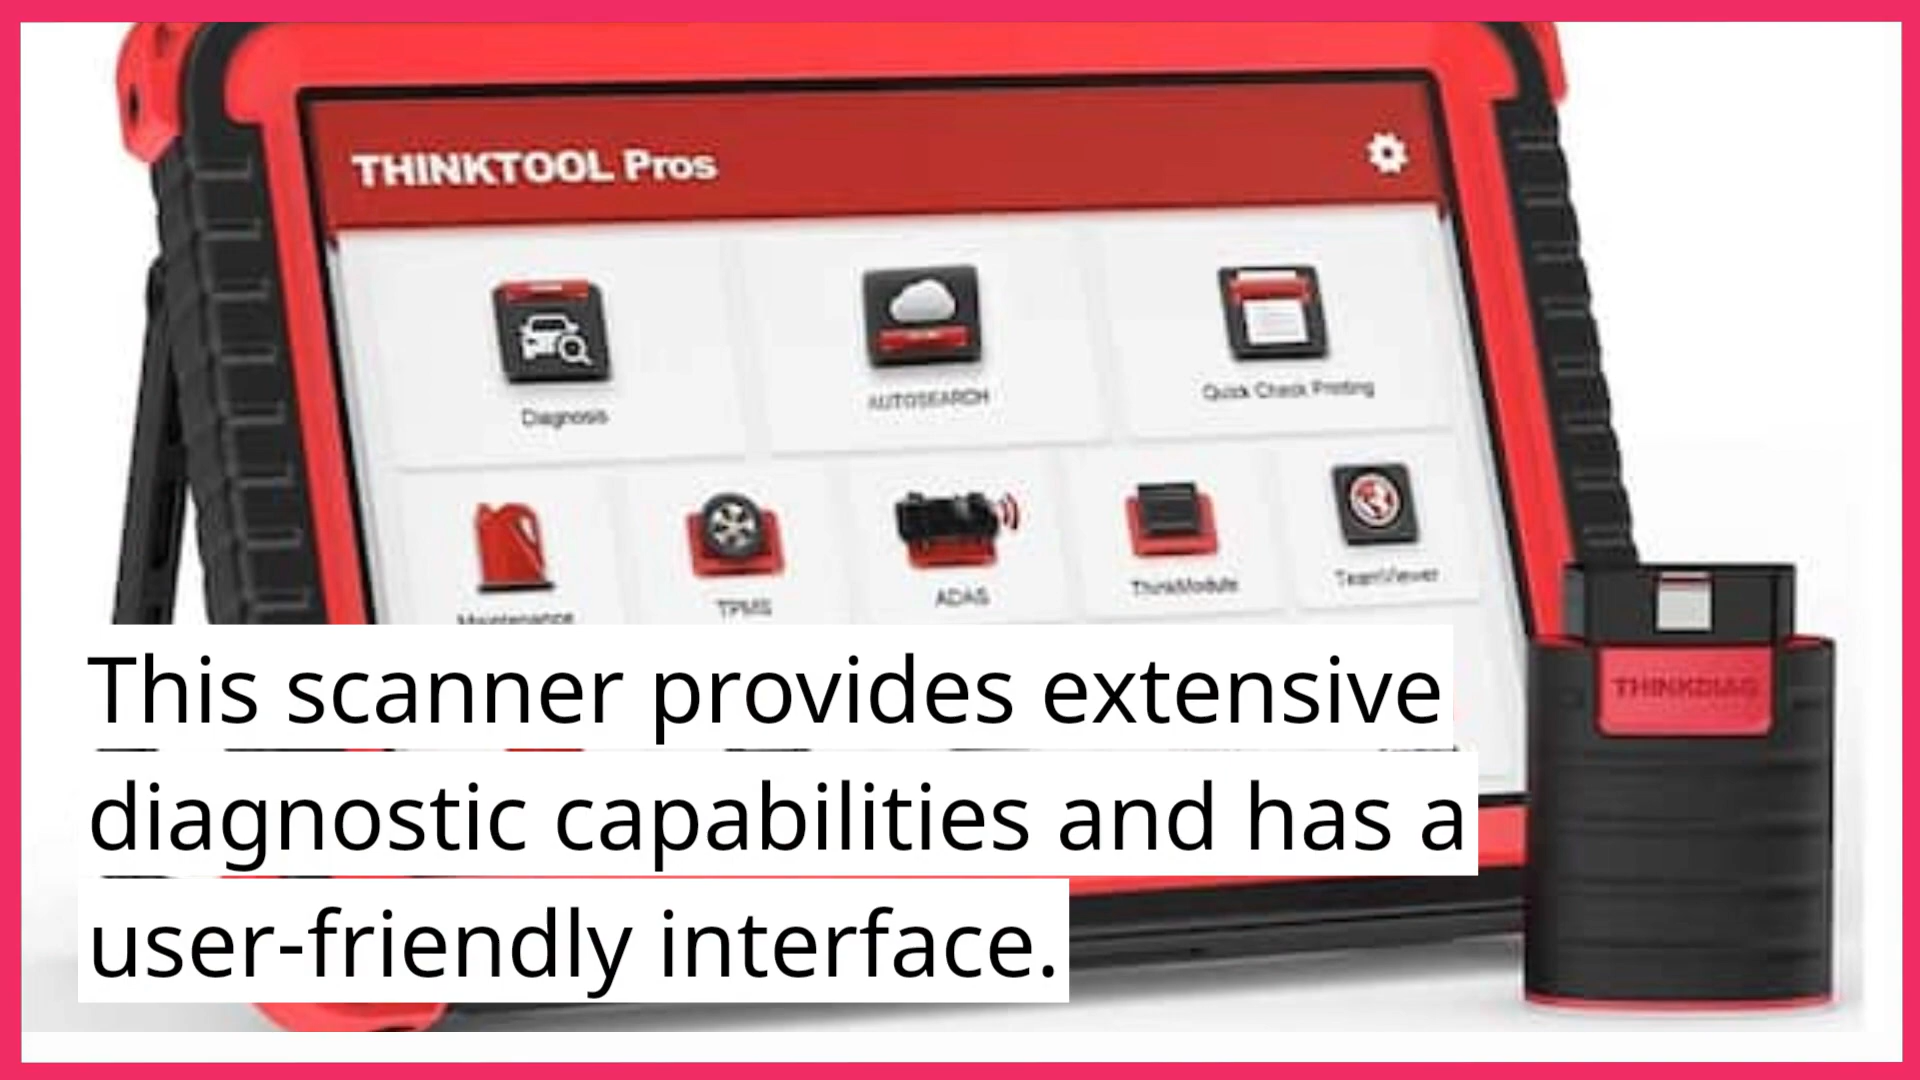 THINKTOOL Pros
Diagnosis
AUTOSEARCH
Quick Check Printing
Maintenance
TPMS
ADAS
ThinkModule
TeamViewer
THINKDIAG
This scanner provides extensive
diagnostic capabilities and has a
user-friendly interface.